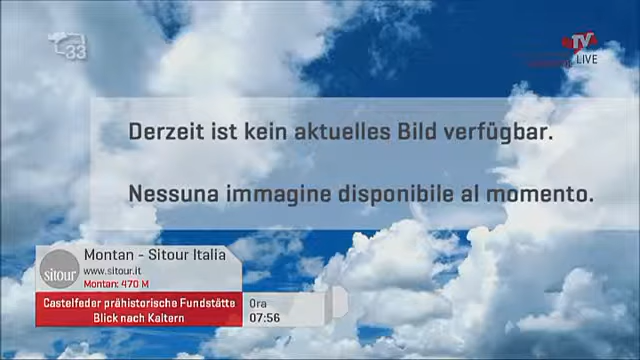 33
TV
LIVE
Derzeit ist kein aktuelles Bild verfügbar.
Nessuna immagine disponibile al momento.
sitour
Montan - Sitour Italia
www.sitour.it
Montan: 470 M
Castelfeder prähistorische Fundstätte
Blick nach Kaltern
Ora
07:56